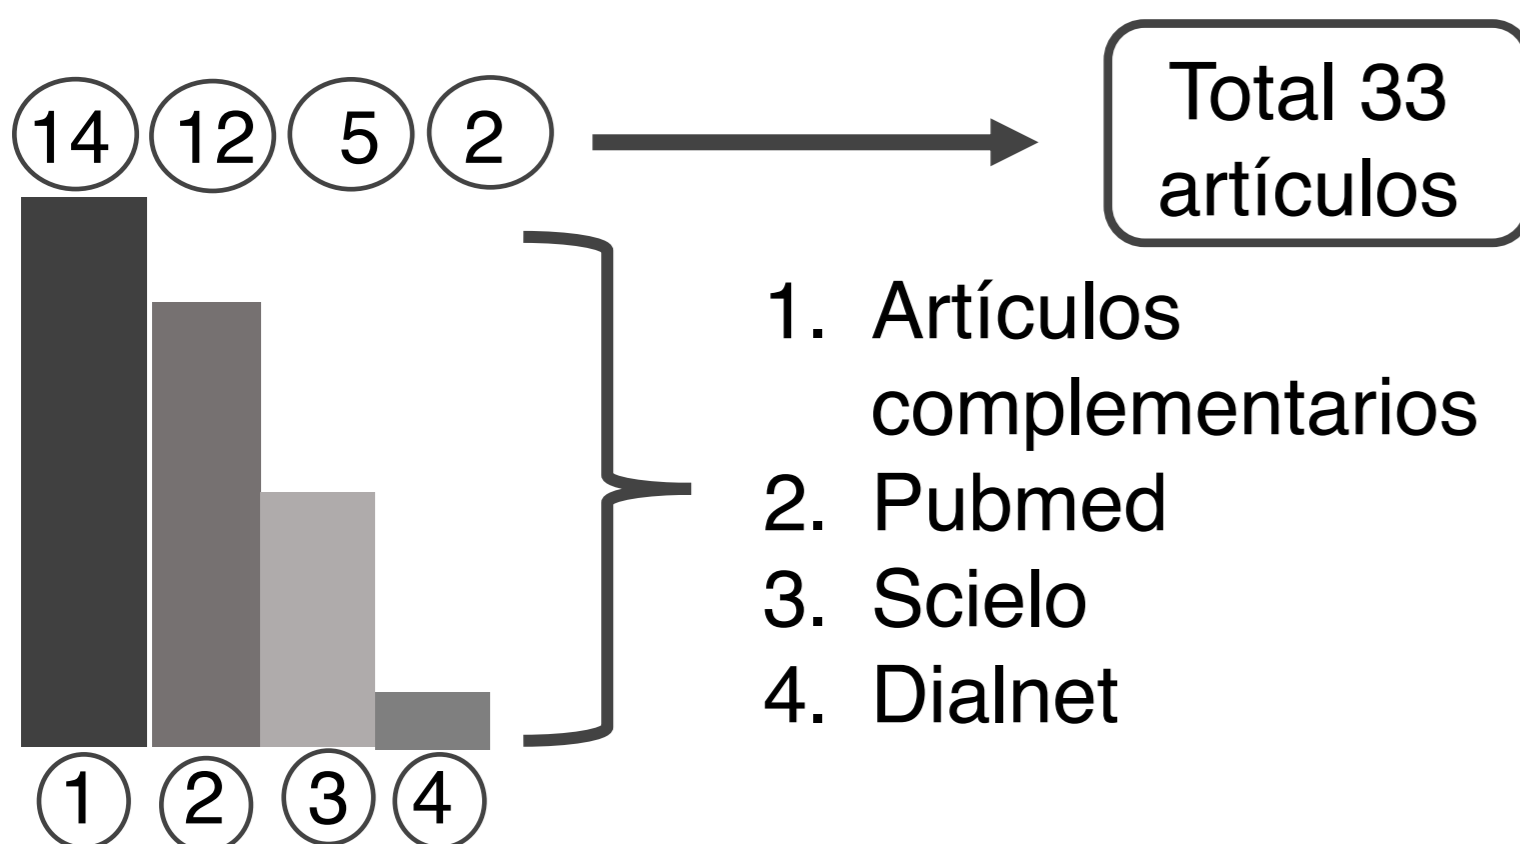 14 12 5 2
Total 33
artículos
1. Artículos
complementarios
2. Pubmed
3. Scielo
4. Dialnet
1 2 3 4